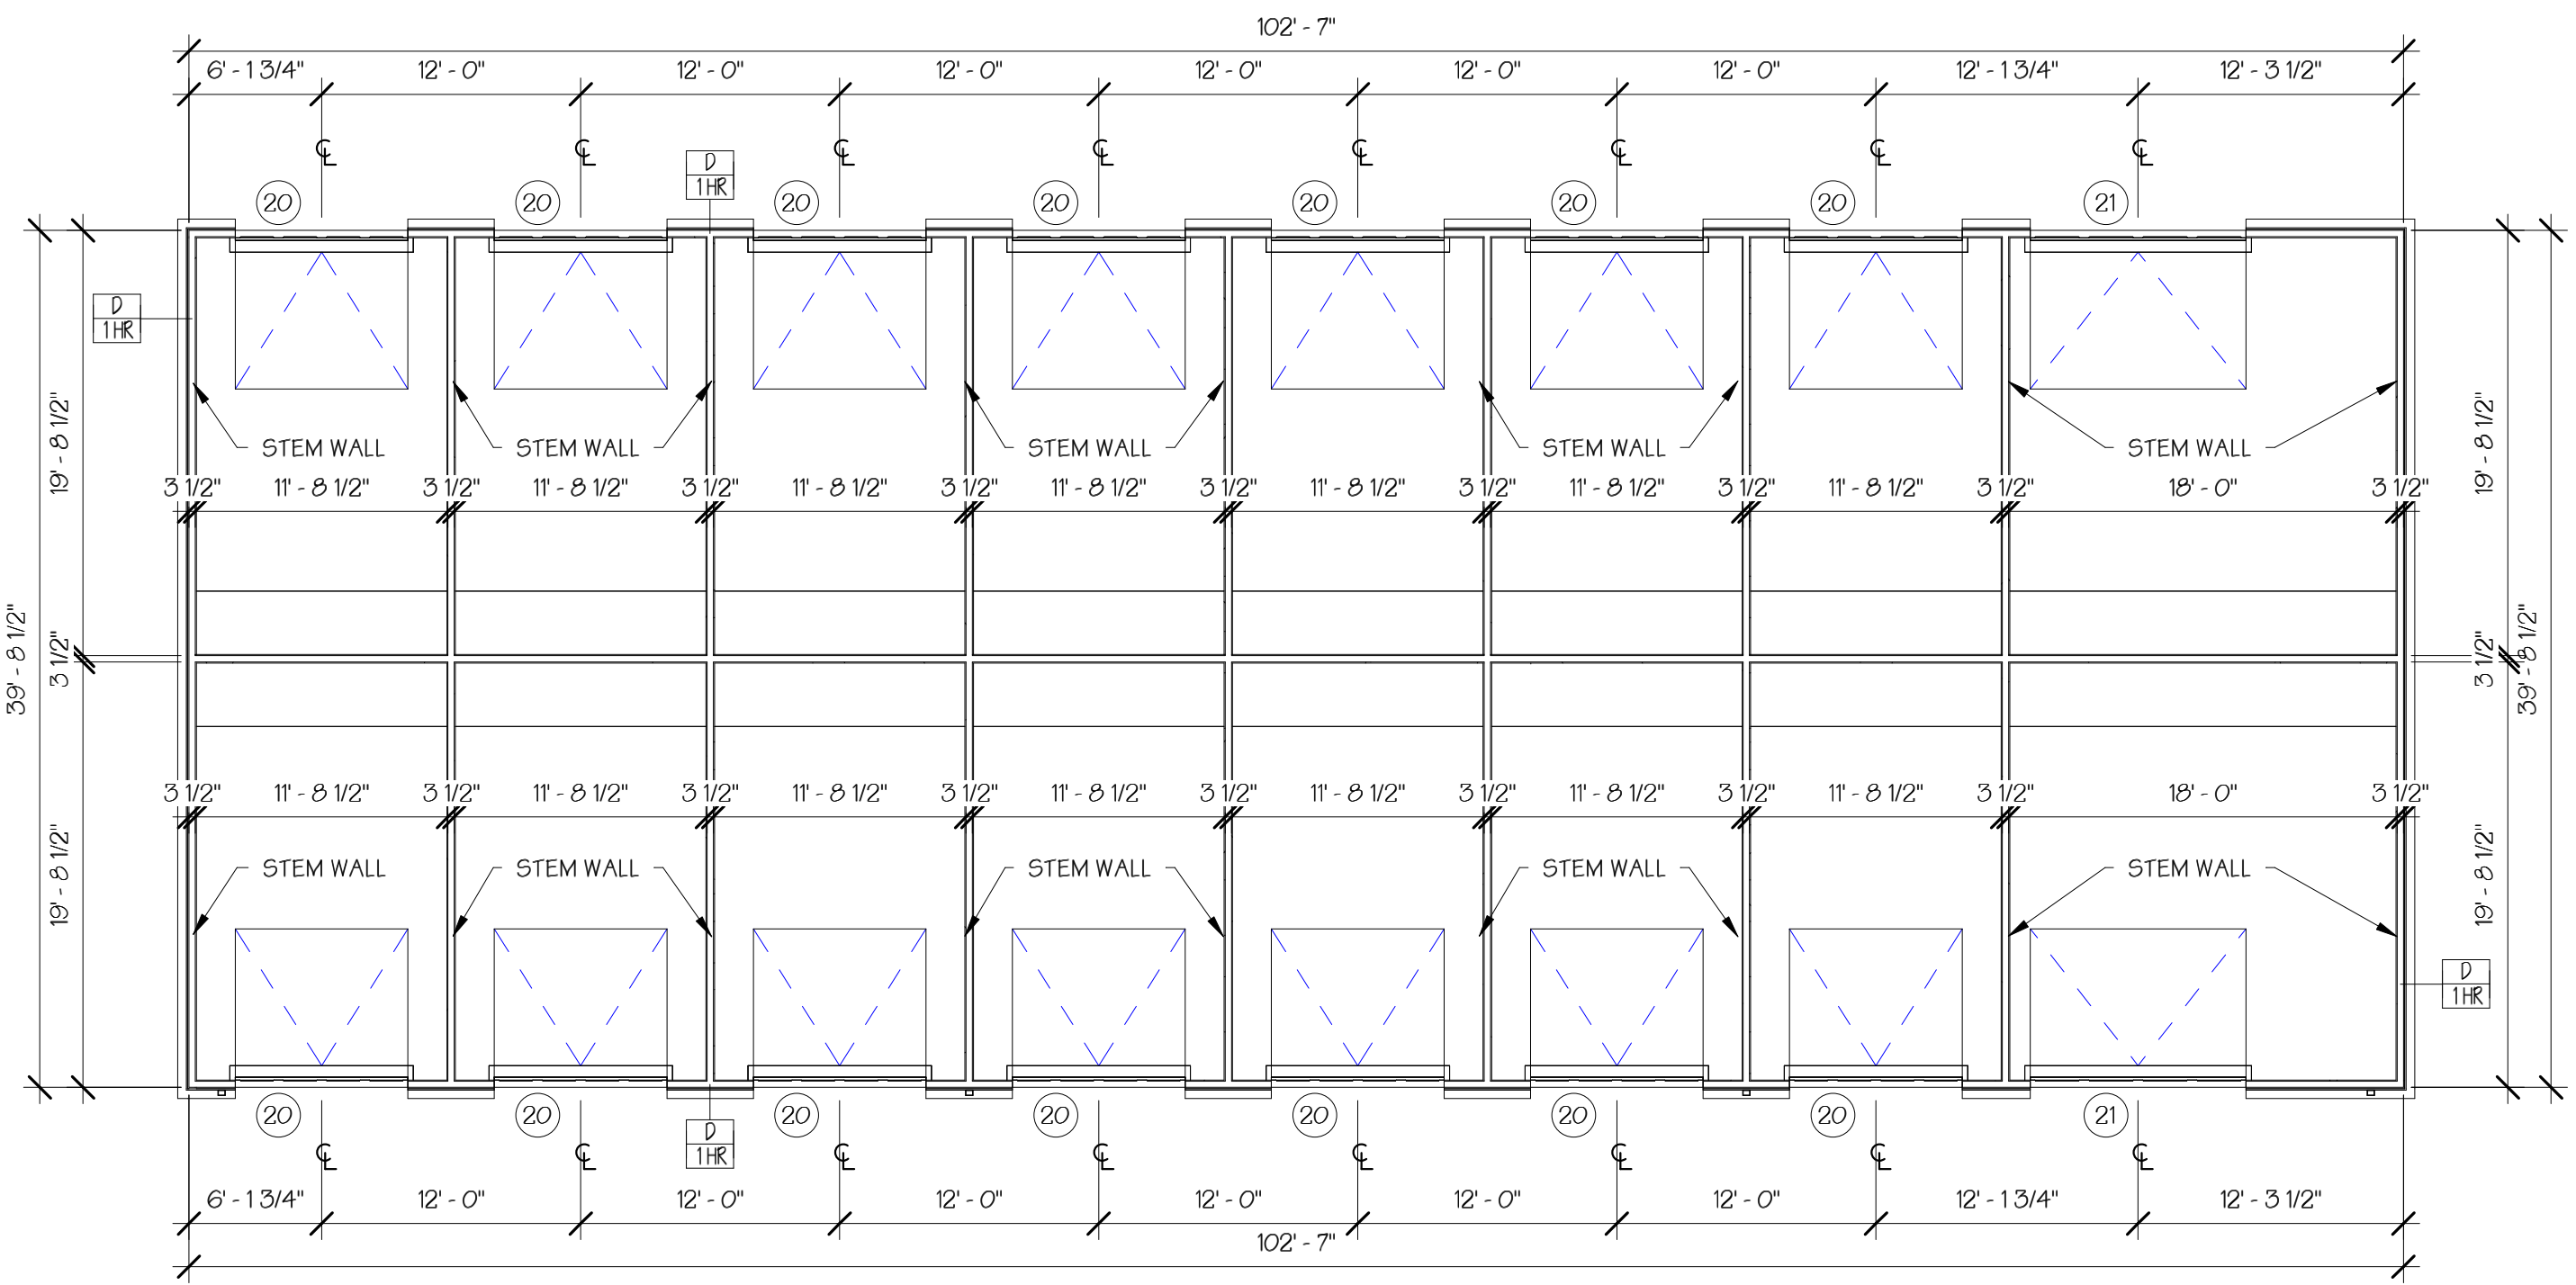 102' - 7"
6' - 1 3/4" 12' - 0" 12' - 0" 12' - 0" 12' - 0" 12' - 0" 12' - 0" 12' - 1 3/4" 12' - 3 1/2"
℄ ℄ ℄ ℄ ℄ ℄ ℄ ℄
D
1 HR
20 20 20 20 20 20 20 21
D
1 HR
19' - 8 1/2"
19' - 8 1/2"
STEM WALL STEM WALL STEM WALL STEM WALL STEM WALL
3 1/2" 11' - 8 1/2" 3 1/2" 11' - 8 1/2" 3 1/2" 11' - 8 1/2" 3 1/2" 11' - 8 1/2" 3 1/2" 11' - 8 1/2" 3 1/2" 11' - 8 1/2" 3 1/2" 11' - 8 1/2" 3 1/2" 18' - 0" 3 1/2"
39' - 8 1/2"
3 1/2"
3 1/2"
39' - 8 1/2"
3 1/2" 11' - 8 1/2" 3 1/2" 11' - 8 1/2" 3 1/2" 11' - 8 1/2" 3 1/2" 11' - 8 1/2" 3 1/2" 11' - 8 1/2" 3 1/2" 11' - 8 1/2" 3 1/2" 11' - 8 1/2" 3 1/2" 18' - 0" 3 1/2"
19' - 8 1/2"
19' - 8 1/2"
STEM WALL STEM WALL STEM WALL STEM WALL STEM WALL
D
1 HR
20 20 20 20 20 20 20 21
D
1 HR
℄ ℄ ℄ ℄ ℄ ℄ ℄ ℄
6' - 1 3/4" 12' - 0" 12' - 0" 12' - 0" 12' - 0" 12' - 0" 12' - 0" 12' - 1 3/4" 12' - 3 1/2"
102' - 7"